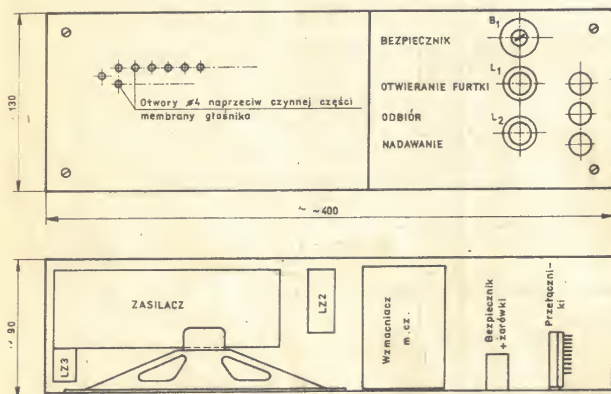 BEZPIECZNIK
B1
L1
OTWIERANIE FURTKI
ODBIÓR
L2
NADAWANIE
Otwory ø4 naprzeciw czynnej części
membrany głośnika
130
~ ~400
~ 90
ZASILACZ
LZ2
LZ3
Wzmacniacz
m.cz.
Bezpiecznik
+żarówki
Przełączni-
ki